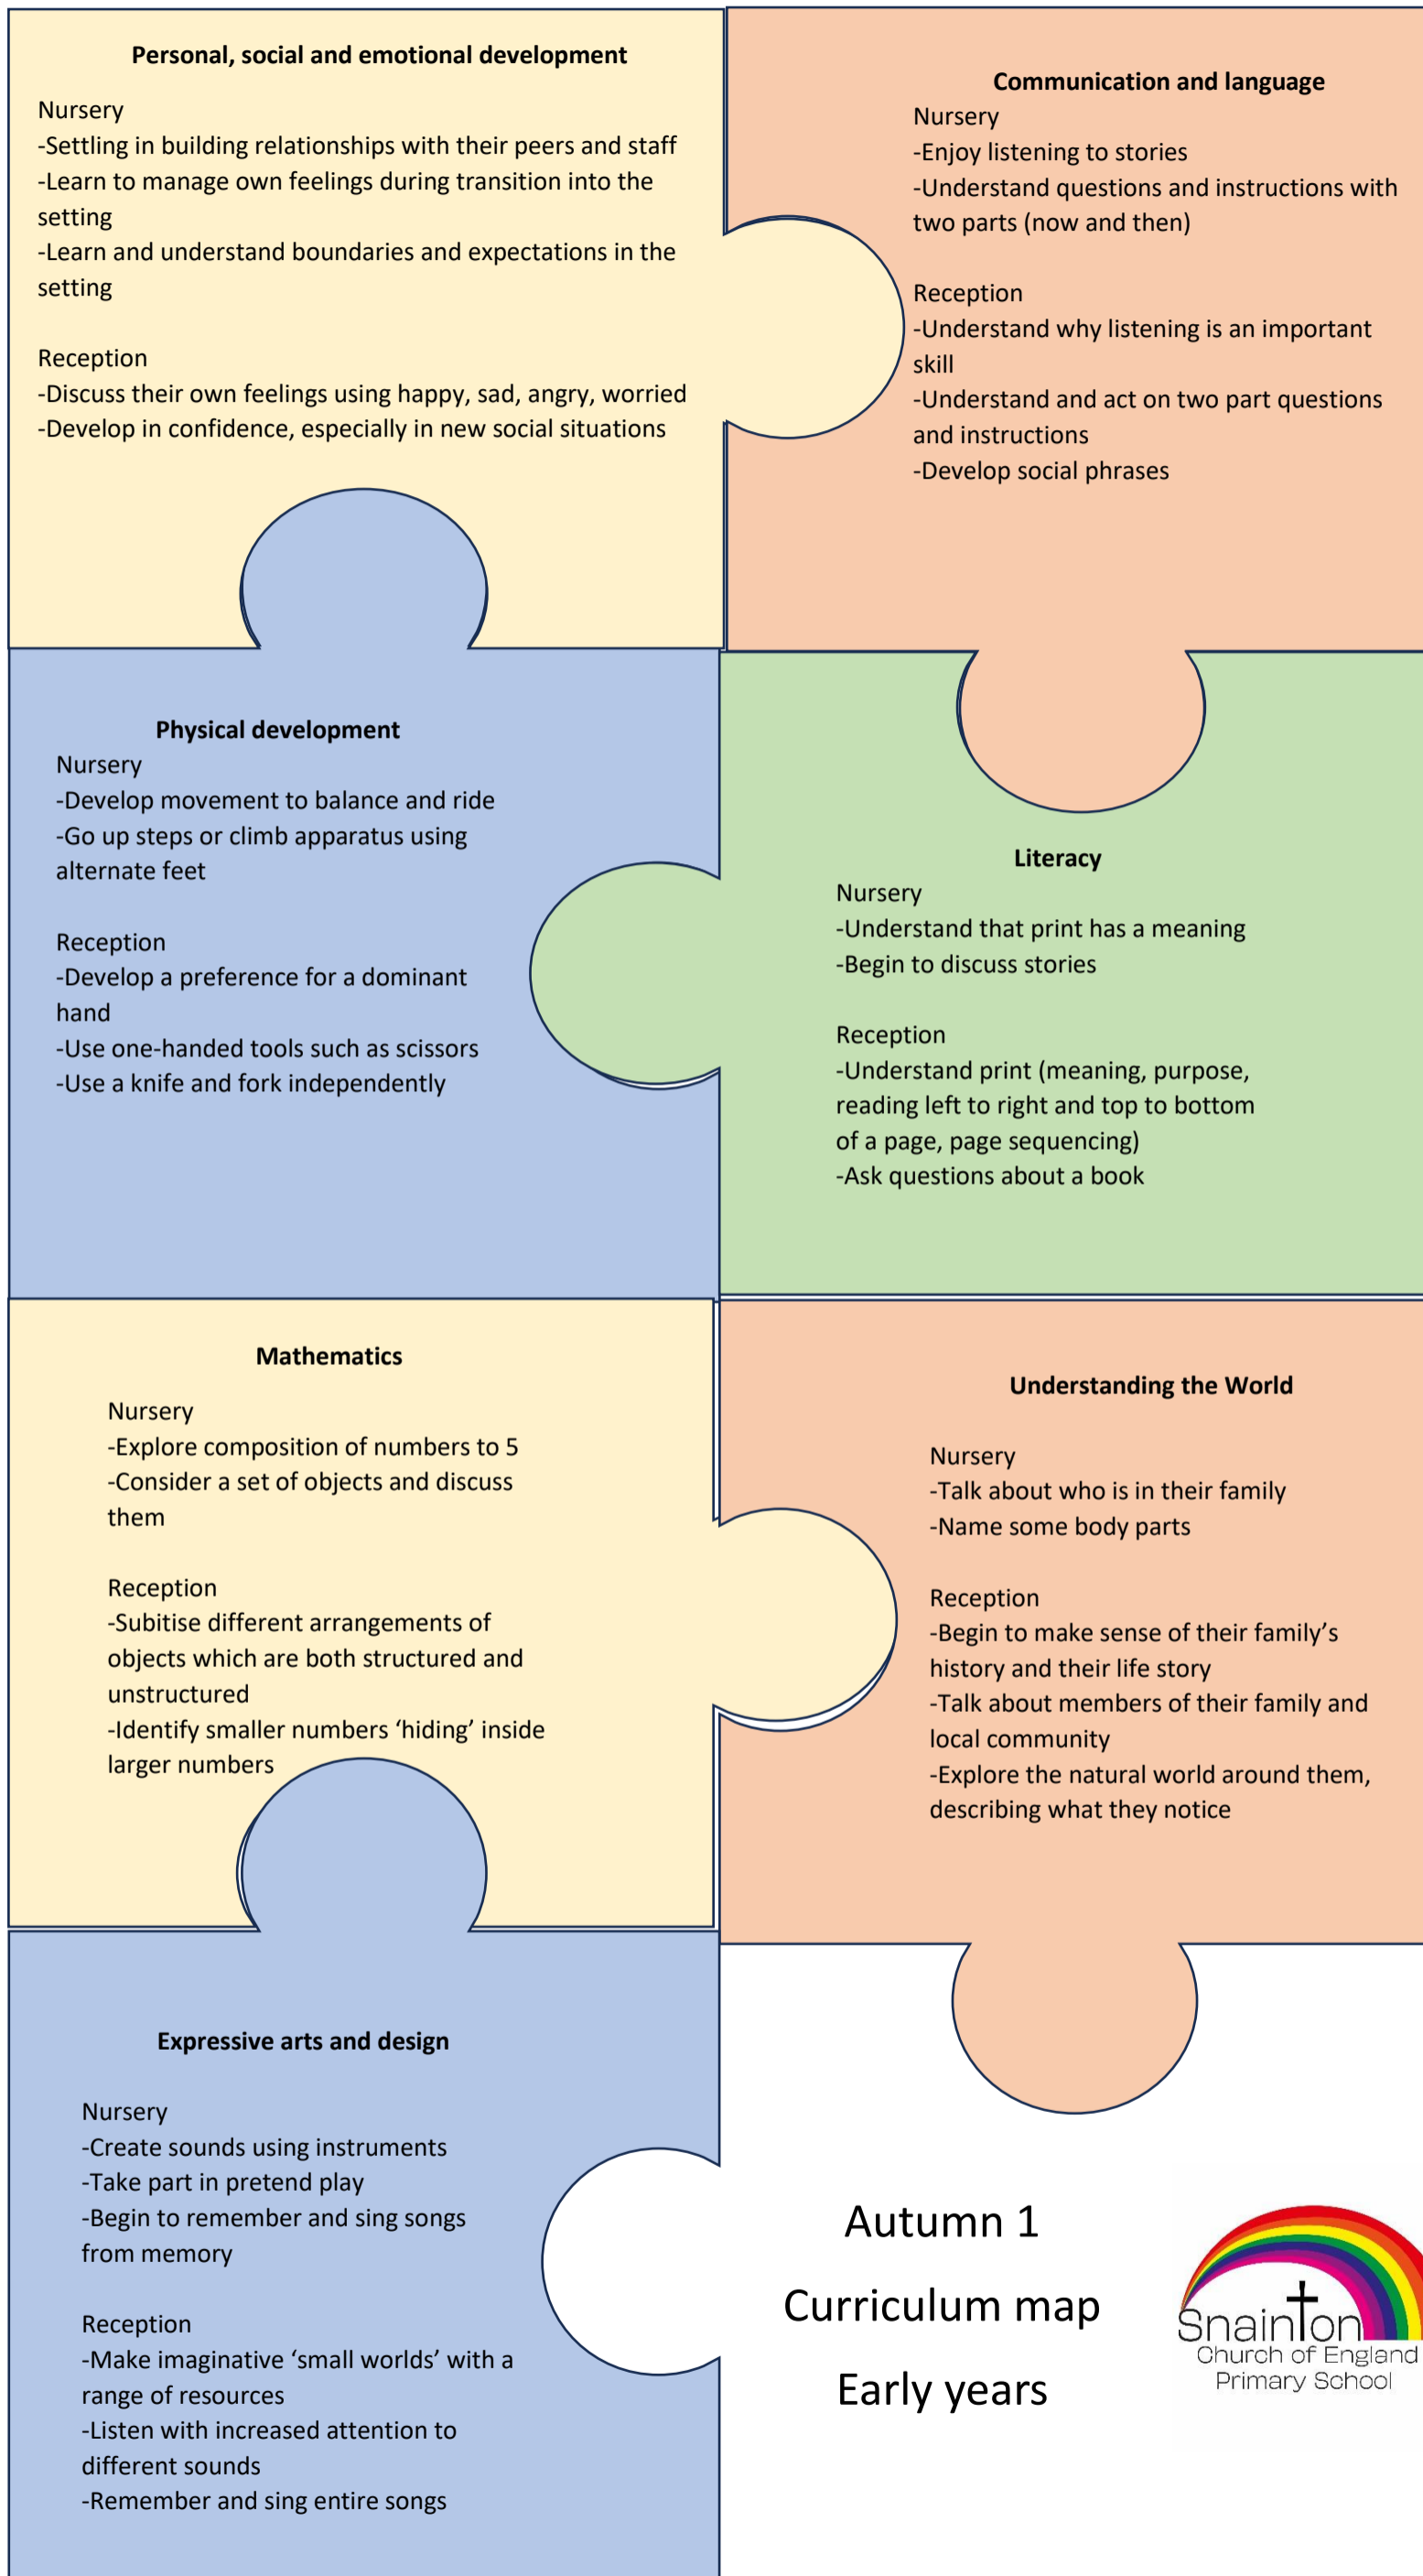 Personal, social and emotional development
Nursery
-Settling in building relationships with their peers and staff
-Learn to manage own feelings during transition into the
setting
-Learn and understand boundaries and expectations in the
setting
Reception
-Discuss their own feelings using happy, sad, angry, worried
-Develop in confidence, especially in new social situations
Communication and language
Nursery
-Enjoy listening to stories
-Understand questions and instructions with
two parts (now and then)
Reception
-Understand why listening is an important
skill
-Understand and act on two part questions
and instructions
-Develop social phrases
Physical development
Nursery
-Develop movement to balance and ride
-Go up steps or climb apparatus using
alternate feet
Reception
-Develop a preference for a dominant
hand
-Use one-handed tools such as scissors
-Use a knife and fork independently
Literacy
Nursery
-Understand that print has a meaning
-Begin to discuss stories
Reception
-Understand print (meaning, purpose,
reading left to right and top to bottom
of a page, page sequencing)
-Ask questions about a book
Mathematics
Nursery
-Explore composition of numbers to 5
-Consider a set of objects and discuss
them
Reception
-Subitise different arrangements of
objects which are both structured and
unstructured
-Identify smaller numbers ‘hiding’ inside
larger numbers
Understanding the World
Nursery
-Talk about who is in their family
-Name some body parts
Reception
-Begin to make sense of their family’s
history and their life story
-Talk about members of their family and
local community
-Explore the natural world around them,
describing what they notice
Expressive arts and design
Nursery
-Create sounds using instruments
-Take part in pretend play
-Begin to remember and sing songs
from memory
Reception
-Make imaginative ‘small worlds’ with a
range of resources
-Listen with increased attention to
different sounds
-Remember and sing entire songs
Autumn 1
Curriculum map
Early years
Snainton
Church of England
Primary School